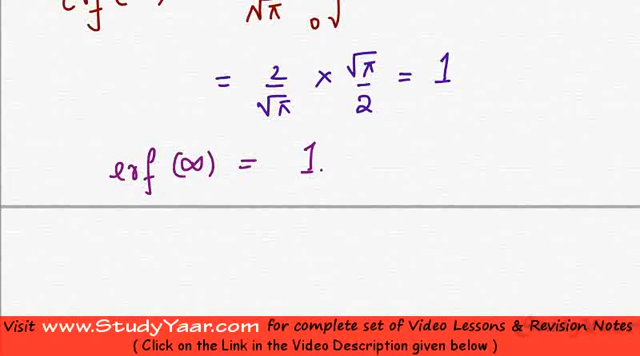 √π 0
= 2/√π × √π/2 = 1
erf (∞) = 1.
Visit www.StudyYaar.com for complete set of Video Lessons & Revision Notes
( Click on the Link in the Video Description given below )